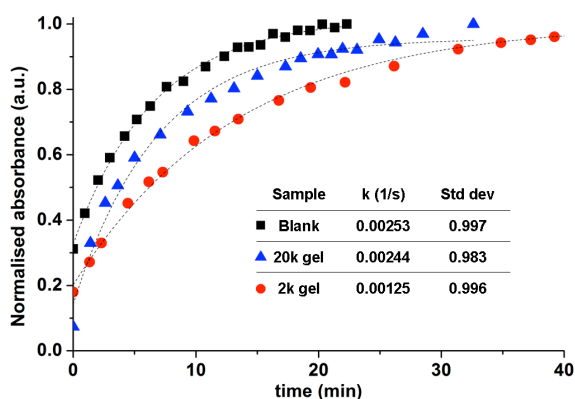 Normalised absorbance (a.u.)
1.0
0.8
0.6
0.4
0.2
0.0
Sample k (1/s) Std dev
Blank 0.00253 0.997
20k gel 0.00244 0.983
2k gel 0.00125 0.996
0 10 20 30 40
time (min)